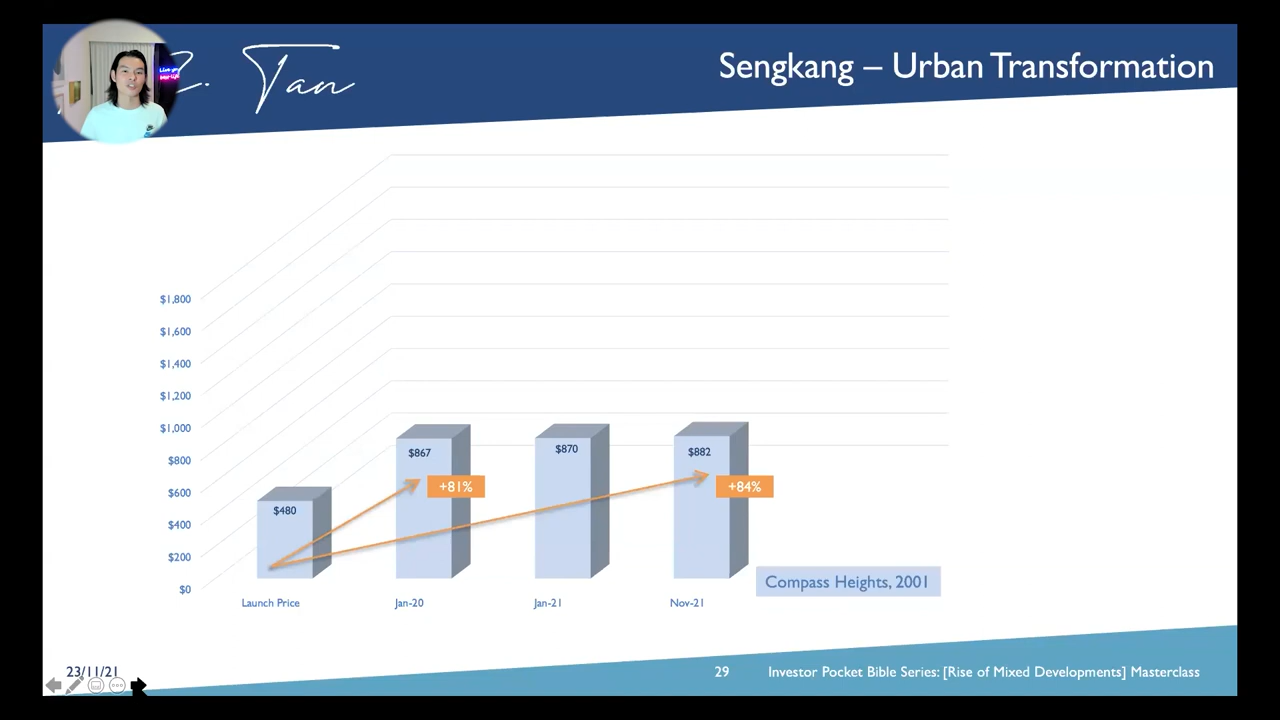 Tan
Sengkang – Urban Transformation
$1,800
$1,600
$1,400
$1,200
$1,000
$800
$600
$400
$200
$0
$480
$867
$870
$882
+81%
+84%
Launch Price
Jan-20
Jan-21
Nov-21
Compass Heights, 2001
23/11/21
29
Investor Pocket Bible Series: [Rise of Mixed Developments] Masterclass